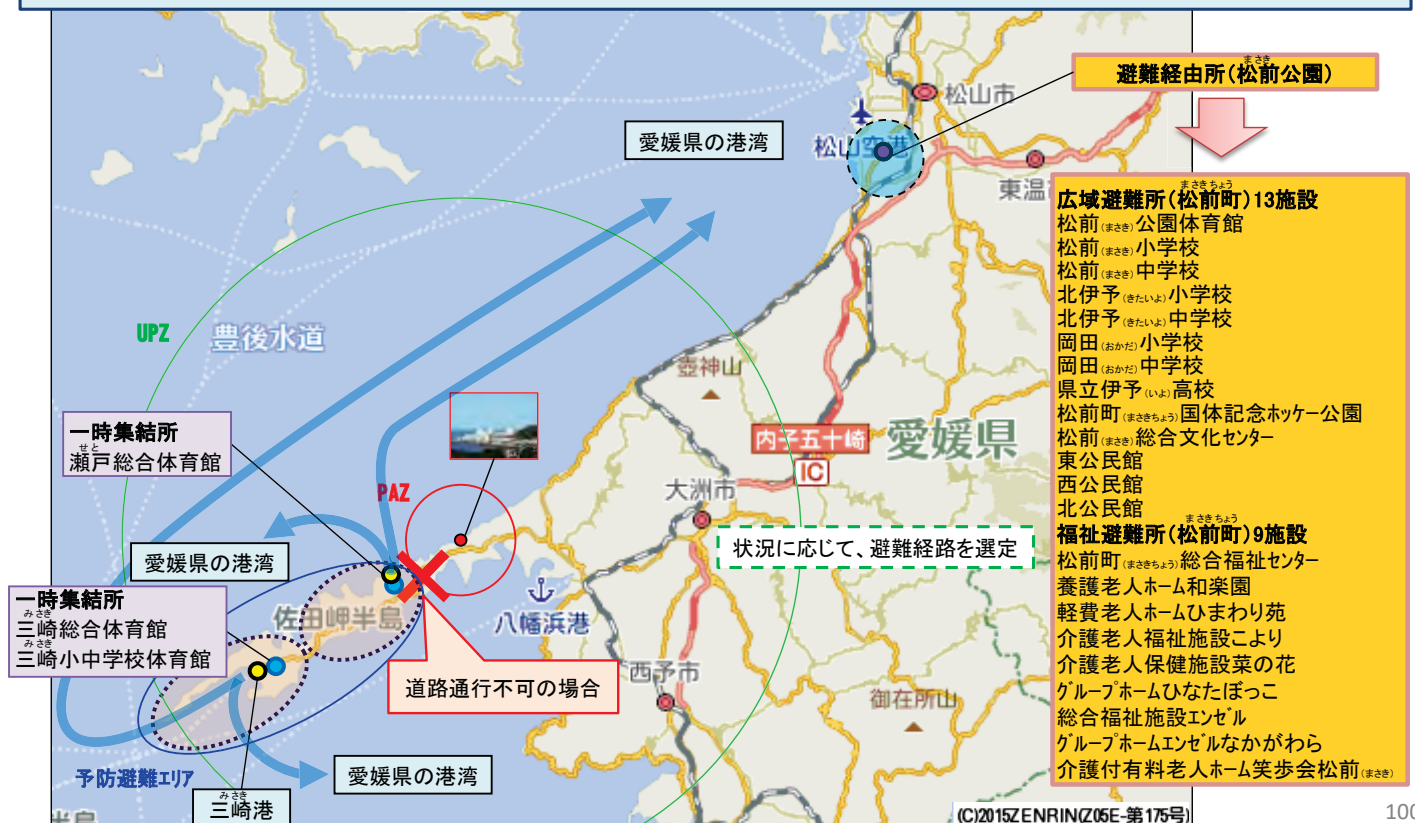 避難経由所(松前公園)
まさき
松山市
愛媛県の港湾
松山空港
東温
広域避難所(松前町)13施設
まさきちょう
松前(まさき)公園体育館
松前(まさき)小学校
松前(まさき)中学校
北伊予(きたいよ)小学校
北伊予(きたいよ)中学校
岡田(おかだ)小学校
岡田(おかだ)中学校
県立伊予(いよ)高校
松前町(まさきちょう)国体記念ホッケー公園
松前(まさき)総合文化センター
東公民館
西公民館
北公民館
福祉避難所(松前町)9施設
まさきちょう
松前町(まさきちょう)総合福祉センター
養護老人ホーム和楽園
軽費老人ホームひまわり苑
介護老人福祉施設こより
介護老人保健施設菜の花
グループホームひなたぼっこ
総合福祉施設エンゼル
グループホームエンゼルなかがわら
介護付有料老人ホーム笑歩会松前(まさき)
UPZ
豊後水道
壺神山
一時集結所
せと
瀬戸総合体育館
内子五十崎
IC
愛媛県
PAZ
大洲市
状況に応じて、避難経路を選定
愛媛県の港湾
一時集結所
みさき
三崎総合体育館
みさき
三崎小中学校体育館
佐田岬半島
八幡浜港
道路通行不可の場合
西予市
御在所山
予防避難エリア
愛媛県の港湾
みさき
三崎港
(C)2015ZENRIN(Z05E-第175号)
100